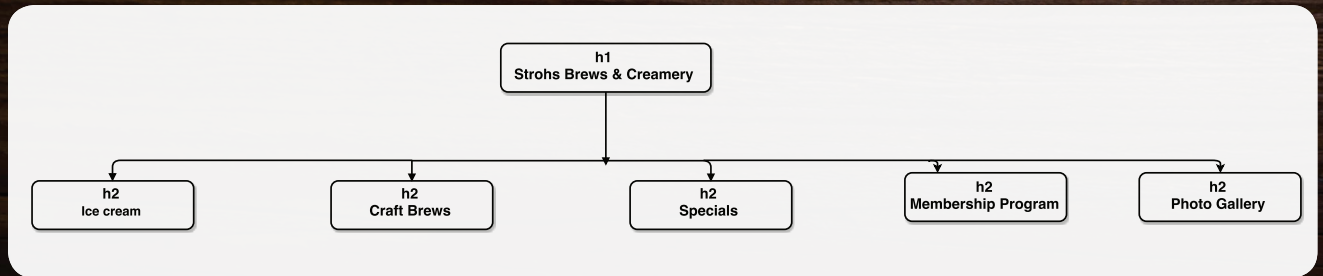 h1
Strohs Brews & Creamery
h2
Ice cream
h2
Craft Brews
h2
Specials
h2
Membership Program
h2
Photo Gallery